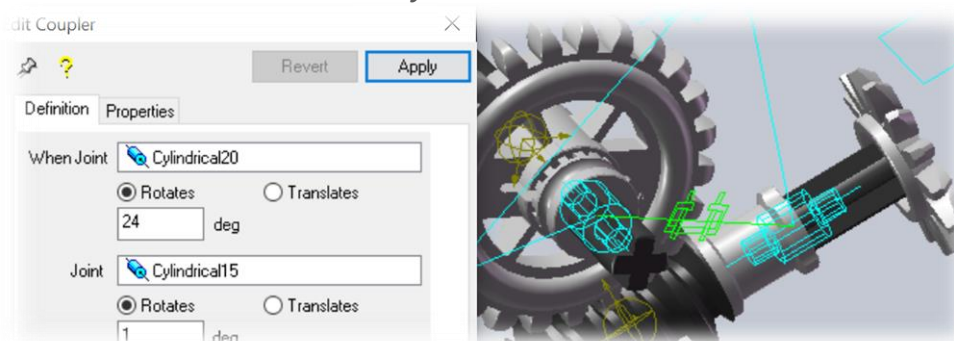 dit Coupler
Revert Apply
Definition Properties
When Joint Cylindrical20
Rotates Translates
24 deg
Joint Cylindrical15
Rotates Translates
1 deg